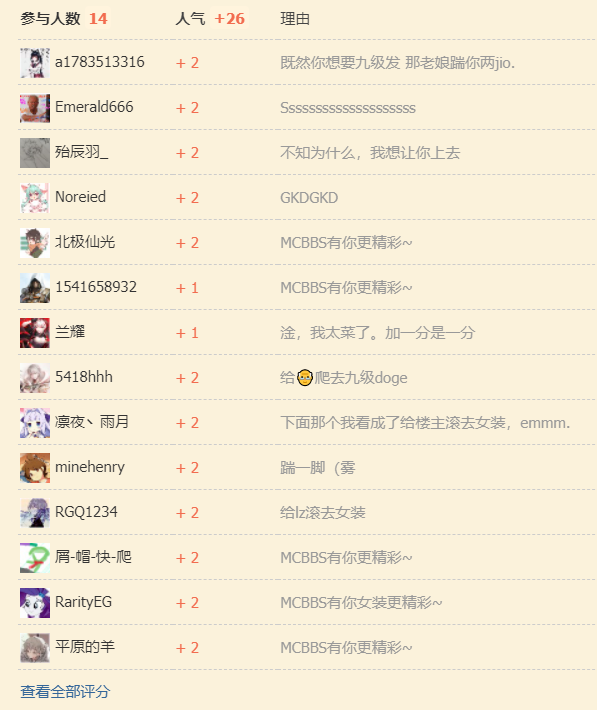 参与人数 14 人气 +26 理由
a1783513316 + 2 既然你想要九级发 那老娘踹你两jio.
Emerald666 + 2 Ssssssssssssssssssss
殆辰羽_ + 2 不知为什么，我想让你上去
Noreied + 2 GKDGKD
北极仙光 + 2 MCBBS有你更精彩~
1541658932 + 1 MCBBS有你更精彩~
兰耀 + 1 淦，我太菜了。加一分是一分
5418hhh + 2 给👴爬去九级doge
凛夜丶雨月 + 2 下面那个我看成了给楼主滚去女装，emmm.
minehenry + 2 踹一脚（雾
RGQ1234 + 2 给lz滚去女装
屑-帽-快-爬 + 2 MCBBS有你更精彩~
RarityEG + 2 MCBBS有你女装更精彩~
平原的羊 + 2 MCBBS有你更精彩~
查看全部评分